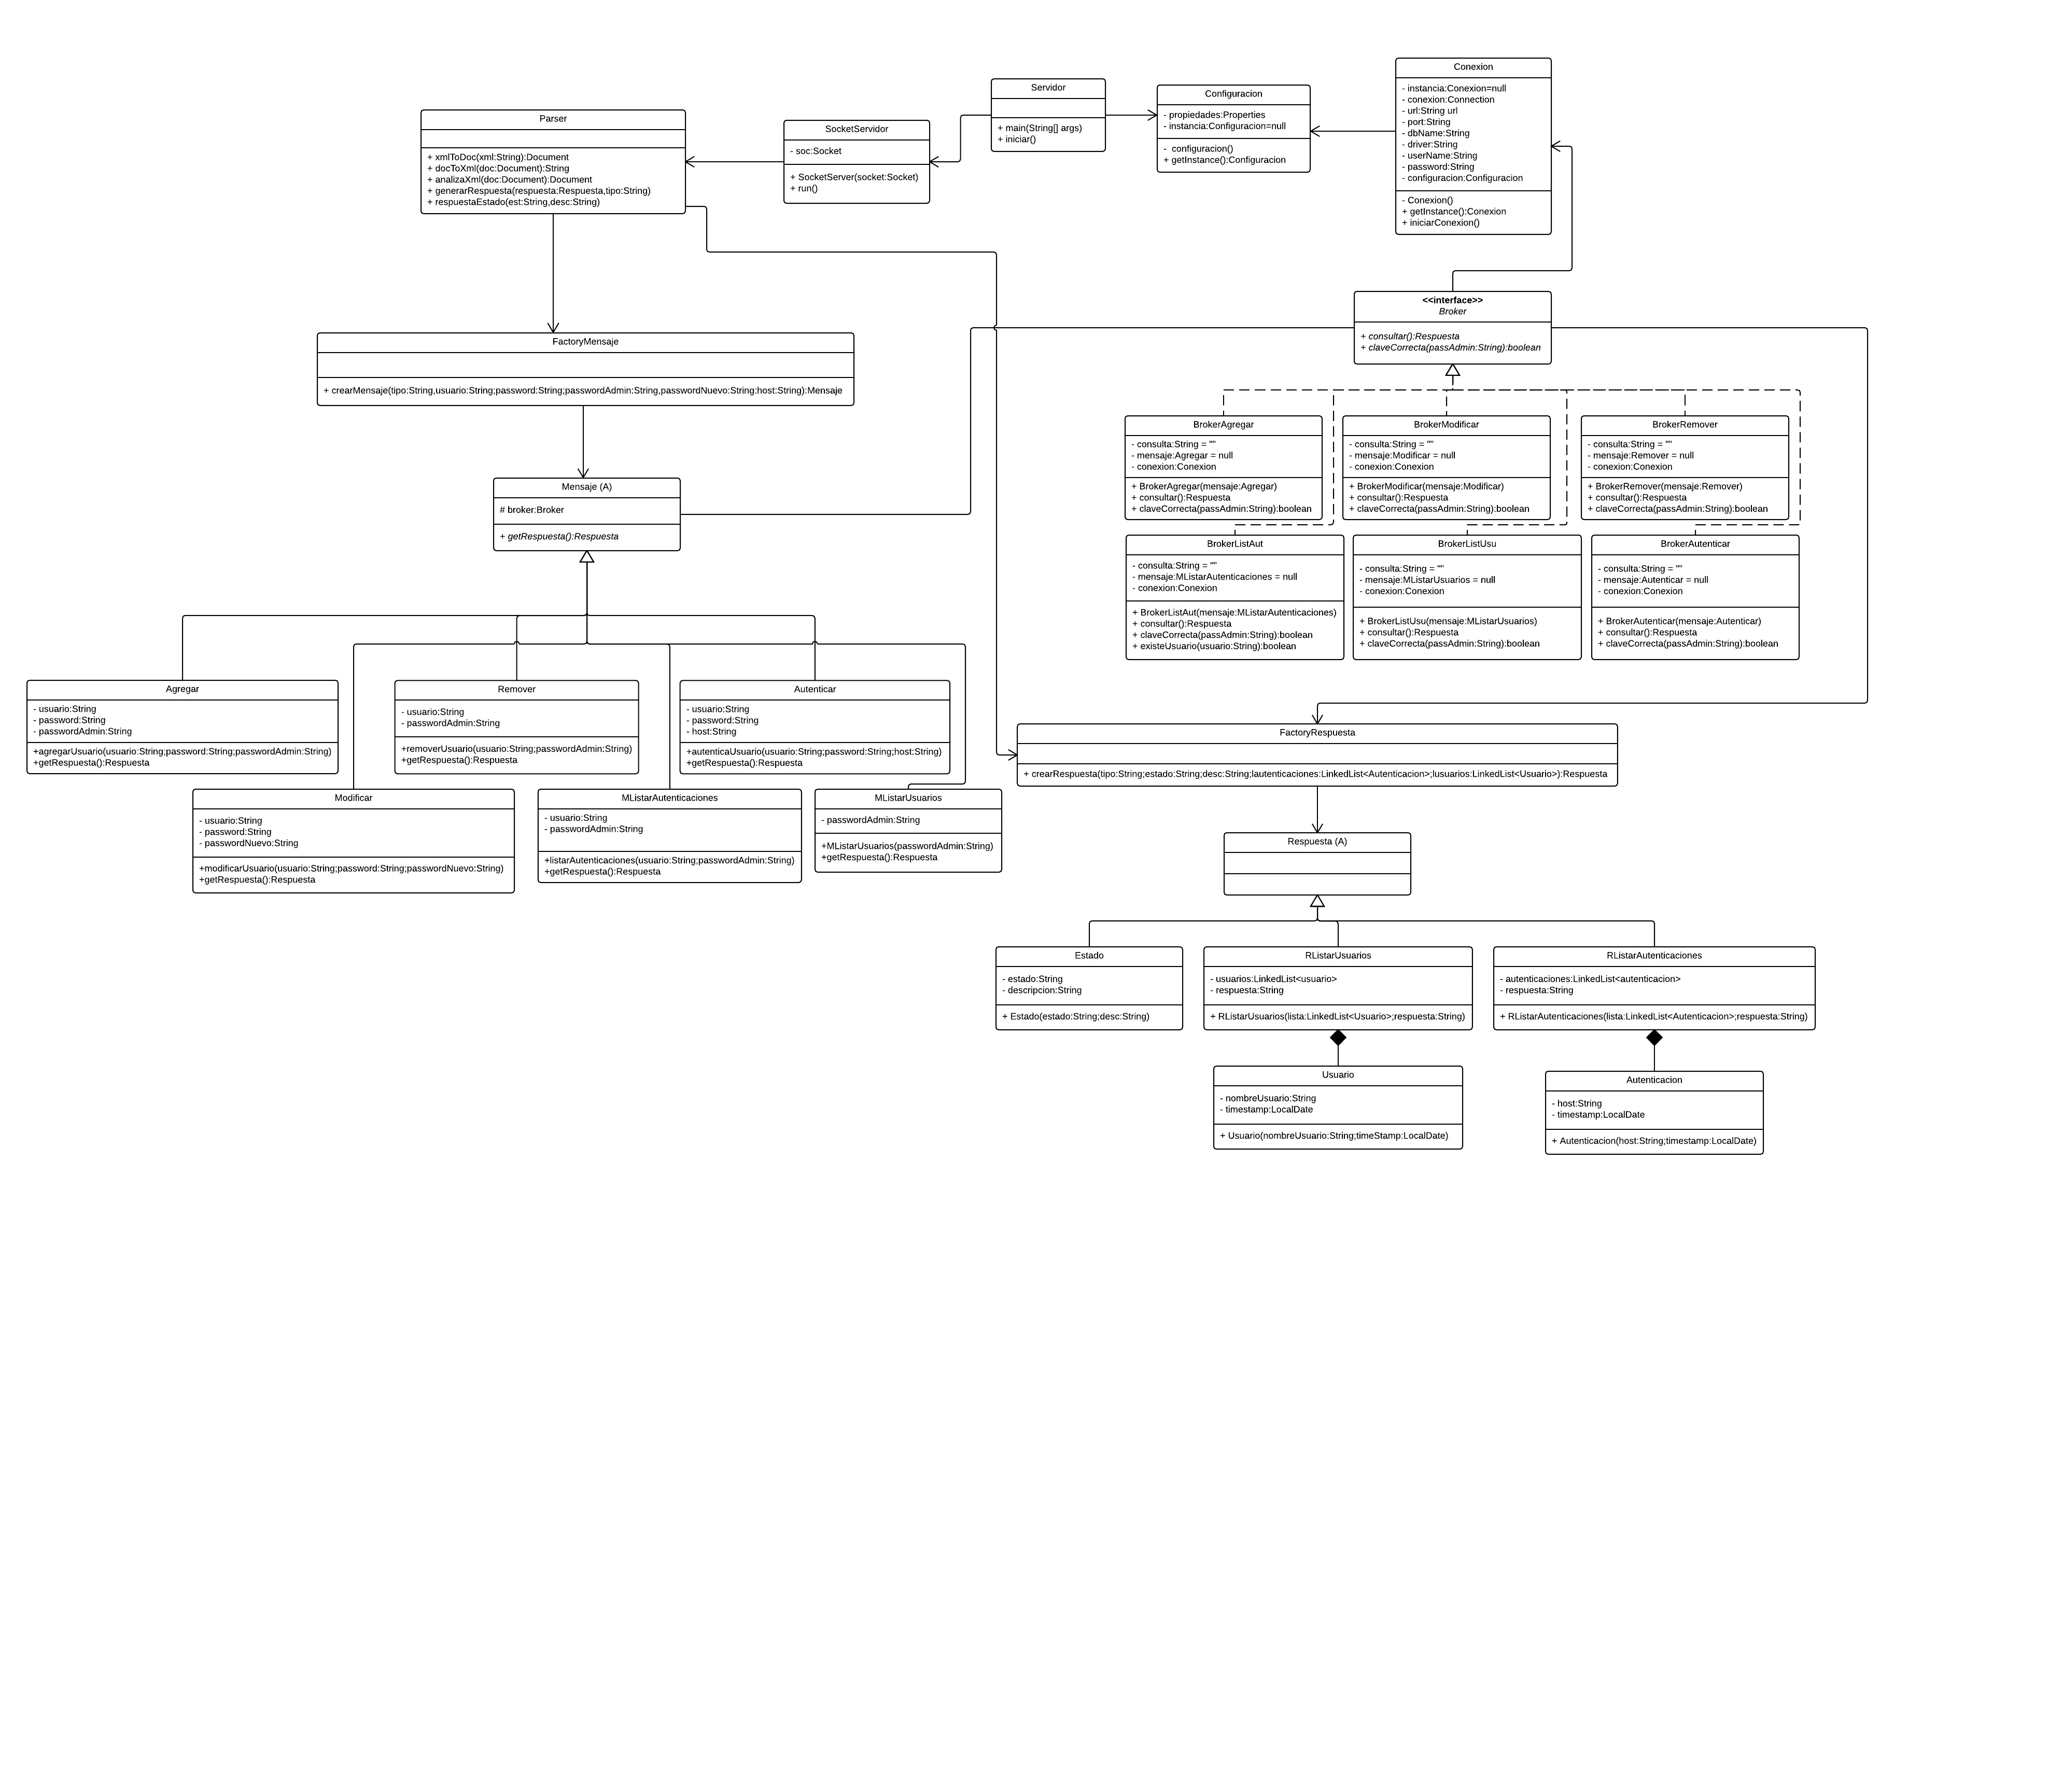 Conexion
- instancia:Conexion=null
- conexion:Connection
- url:String url
- port:String
- dbName:String
- driver:String
- userName:String
- password:String
- configuracion:Configuracion
- Conexion()
+ getInstance():Conexion
+ iniciarConexion()
Servidor
+ main(String[] args)
+ iniciar()
Configuracion
- propiedades:Properties
- instancia:Configuracion=null
- configuracion()
+ getInstance():Configuracion
Parser
+ xmlToDoc(xml:String):Document
+ docToXml(doc:Document):String
+ analizaXml(doc:Document):Document
+ generarRespuesta(respuesta:Respuesta,tipo:String)
+ respuestaEstado(est:String,desc:String)
SocketServidor
- soc:Socket
+ SocketServer(socket:Socket)
+ run()
<<interface>>
Broker
+ consultar():Respuesta
+ claveCorrecta(passAdmin:String):boolean
FactoryMensaje
+ crearMensaje(tipo:String,usuario:String;password:String;passwordAdmin:String,passwordNuevo:String:host:String):Mensaje
BrokerAgregar
- consulta:String = ""
- mensaje:Agregar = null
- conexion:Conexion
+ BrokerAgregar(mensaje:Agregar)
+ consultar():Respuesta
+ claveCorrecta(passAdmin:String):boolean
BrokerModificar
- consulta:String = ""
- mensaje:Modificar = null
- conexion:Conexion
+ BrokerModificar(mensaje:Modificar)
+ consultar():Respuesta
+ claveCorrecta(passAdmin:String):boolean
BrokerRemover
- consulta:String = ""
- mensaje:Remover = null
- conexion:Conexion
+ BrokerRemover(mensaje:Remover)
+ consultar():Respuesta
+ claveCorrecta(passAdmin:String):boolean
Mensaje (A)
# broker:Broker
+ getRespuesta():Respuesta
BrokerListAut
- consulta:String = ""
- mensaje:MListarAutenticaciones = null
- conexion:Conexion
+ BrokerListAut(mensaje:MListarAutenticaciones)
+ consultar():Respuesta
+ claveCorrecta(passAdmin:String):boolean
+ existeUsuario(usuario:String):boolean
BrokerListUsu
- consulta:String = ""
- mensaje:MListarUsuarios = null
- conexion:Conexion
+ BrokerListUsu(mensaje:MListarUsuarios)
+ consultar():Respuesta
+ claveCorrecta(passAdmin:String):boolean
BrokerAutenticar
- consulta:String = ""
- mensaje:Autenticar = null
- conexion:Conexion
+ BrokerAutenticar(mensaje:Autenticar)
+ consultar():Respuesta
+ claveCorrecta(passAdmin:String):boolean
Agregar
- usuario:String
- password:String
- passwordAdmin:String
+agregarUsuario(usuario:String;password:String;passwordAdmin:String)
+getRespuesta():Respuesta
Remover
- usuario:String
- passwordAdmin:String
+removerUsuario(usuario:String;passwordAdmin:String)
+getRespuesta():Respuesta
Autenticar
- usuario:String
- password:String
- host:String
+autenticaUsuario(usuario:String;password:String;host:String)
+getRespuesta():Respuesta
FactoryRespuesta
+ crearRespuesta(tipo:String;estado:String;desc:String;lautenticaciones:LinkedList<Autenticacion>;lusuarios:LinkedList<Usuario>):Respuesta
Modificar
- usuario:String
- password:String
- passwordNuevo:String
+modificarUsuario(usuario:String;password:String;passwordNuevo:String)
+getRespuesta():Respuesta
MListarAutenticaciones
- usuario:String
- passwordAdmin:String
+listarAutenticaciones(usuario:String;passwordAdmin:String)
+getRespuesta():Respuesta
MListarUsuarios
- passwordAdmin:String
+MListarUsuarios(passwordAdmin:String)
+getRespuesta():Respuesta
Respuesta (A)
Estado
- estado:String
- descripcion:String
+ Estado(estado:String;desc:String)
RListarUsuarios
- usuarios:LinkedList<usuario>
- respuesta:String
+ RListarUsuarios(lista:LinkedList<Usuario>;respuesta:String)
RListarAutenticaciones
- autenticaciones:LinkedList<autenticacion>
- respuesta:String
+ RListarAutenticaciones(lista:LinkedList<Autenticacion>;respuesta:String)
Usuario
- nombreUsuario:String
- timestamp:LocalDate
+ Usuario(nombreUsuario:String;timeStamp:LocalDate)
Autenticacion
- host:String
- timestamp:LocalDate
+ Autenticacion(host:String;timestamp:LocalDate)